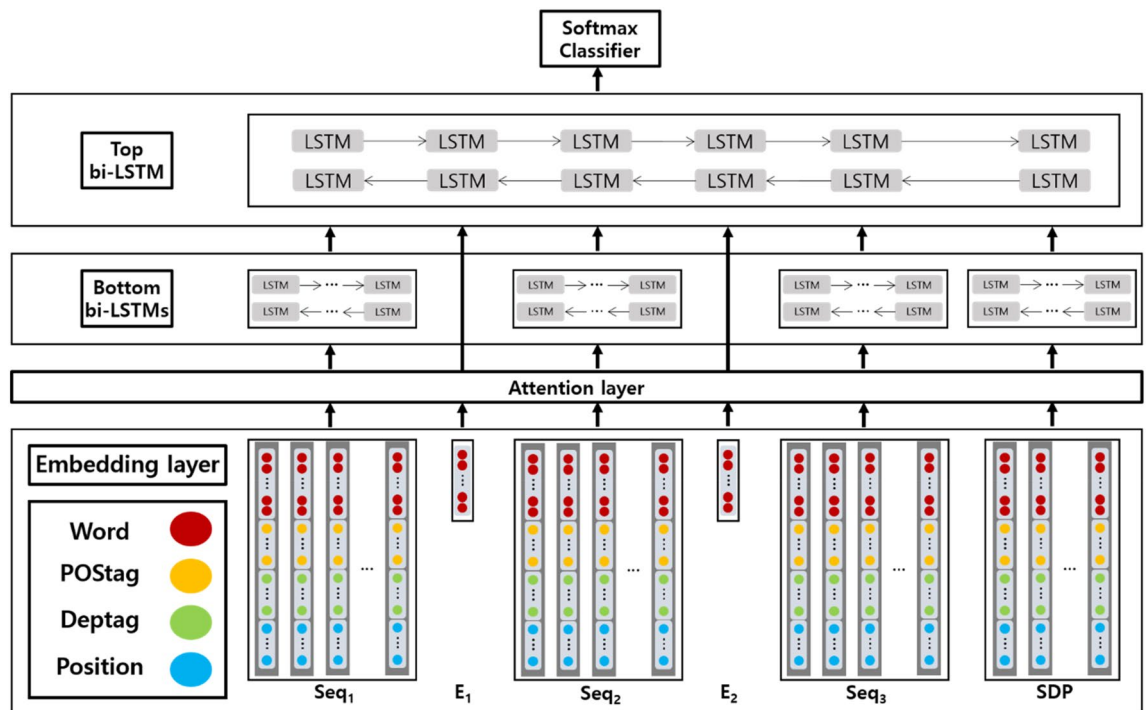 Softmax
Classifier
Top
bi-LSTM
LSTM LSTM LSTM LSTM LSTM LSTM
LSTM LSTM LSTM LSTM LSTM LSTM
Bottom
bi-LSTMs
LSTM ... LSTM LSTM ... LSTM LSTM ... LSTM LSTM ... LSTM
LSTM ... LSTM LSTM ... LSTM LSTM ... LSTM LSTM ... LSTM
Attention layer
Embedding layer
Word
POStag
Deptag
Position
... ... ... ...
Seq₁ E₁ Seq₂ E₂ Seq₃ SDP